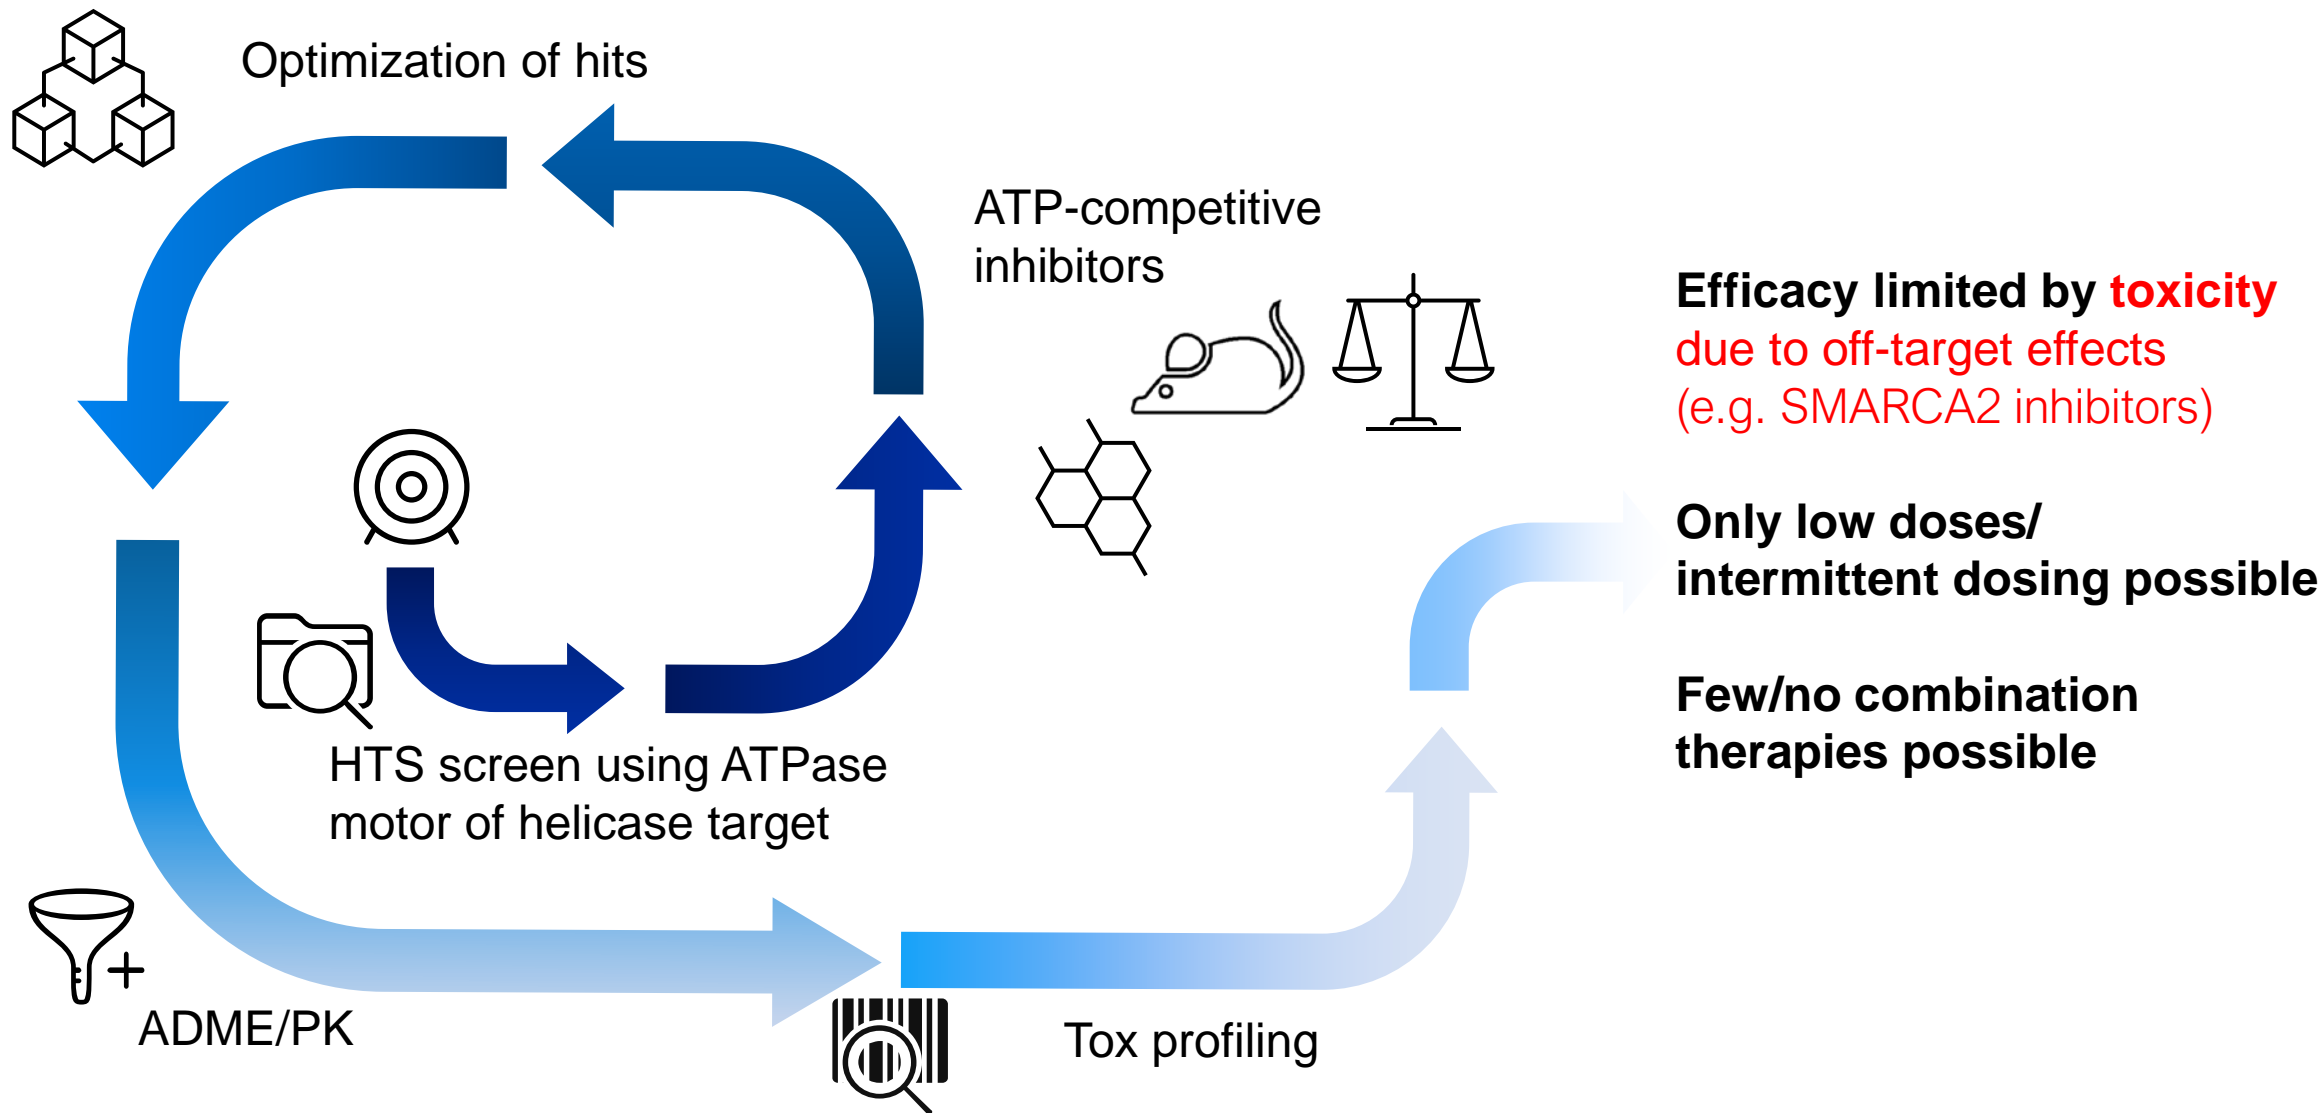 Optimization of hits
ATP-competitive
inhibitors
HTS screen using ATPase
motor of helicase target
ADME/PK
Tox profiling
Efficacy limited by toxicity
due to off-target effects
(e.g. SMARCA2 inhibitors)
Only low doses/
intermittent dosing possible
Few/no combination
therapies possible